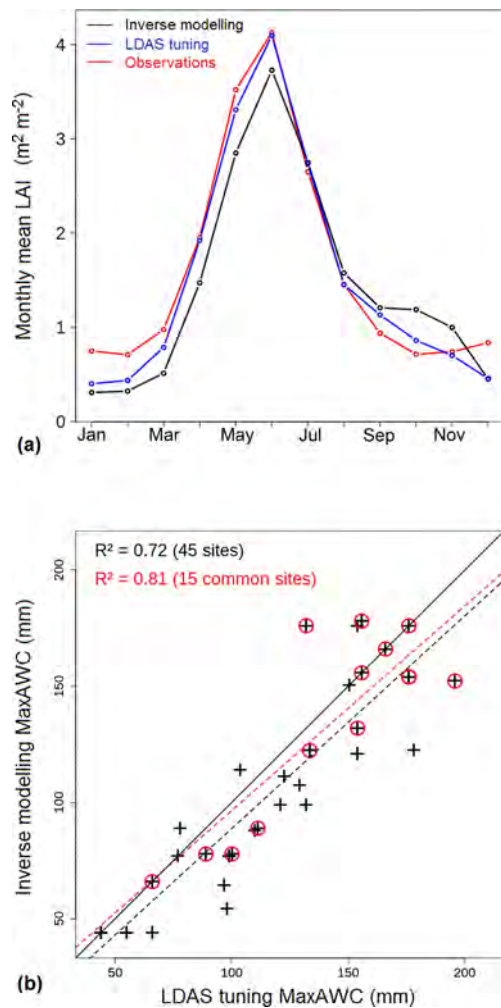 Inverse modelling
LDAS tuning
Observations
Monthly mean LAI (m² m⁻²)
4
3
2
1
0
Jan Mar May Jul Sep Nov
(a)
R² = 0.72 (45 sites)
R² = 0.81 (15 common sites)
Inverse modelling MaxAWC (mm)
200
150
100
50
50 100 150 200
(b)
LDAS tuning MaxAWC (mm)